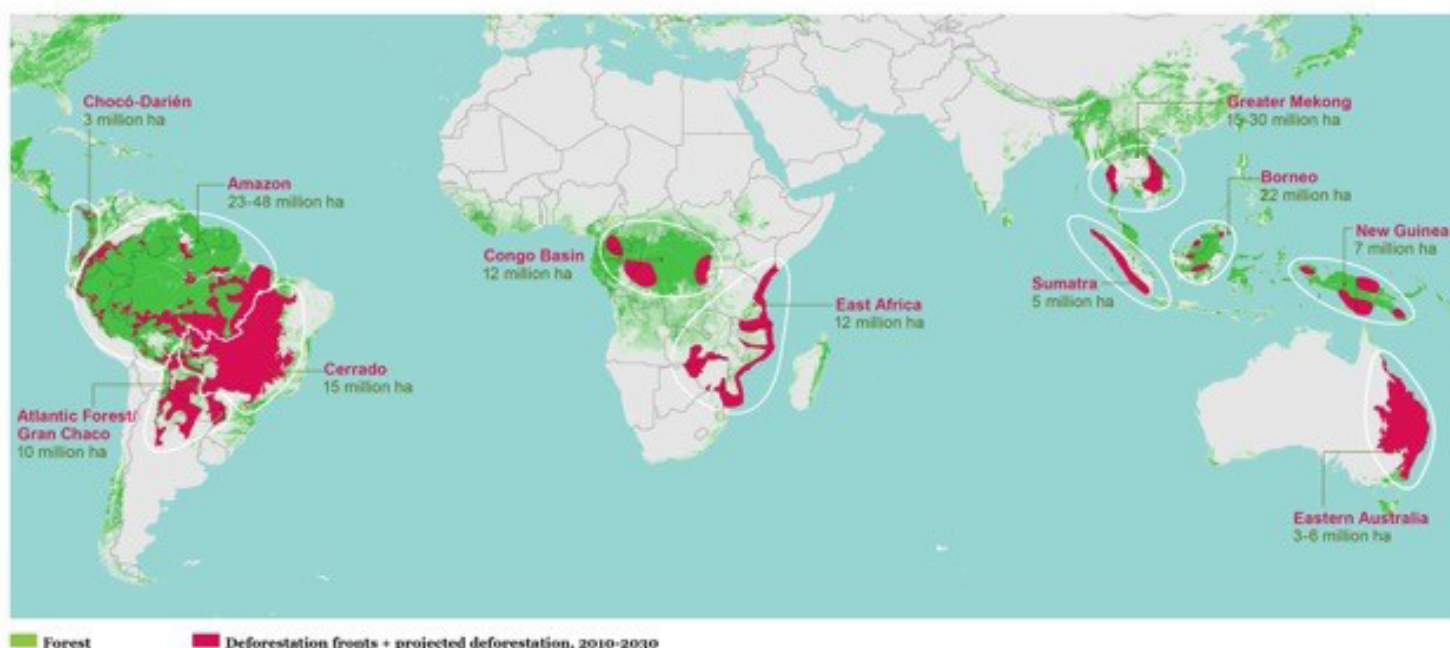 Chocó-Darién
3 million ha
Amazon
23-48 million ha
Cerrado
15 million ha
Atlantic Forest/
Gran Chaco
10 million ha
Congo Basin
12 million ha
East Africa
12 million ha
Greater Mekong
15-30 million ha
Borneo
22 million ha
New Guinea
7 million ha
Sumatra
5 million ha
Eastern Australia
3-6 million ha
Forest
Deforestation fronts + projected deforestation, 2010-2030